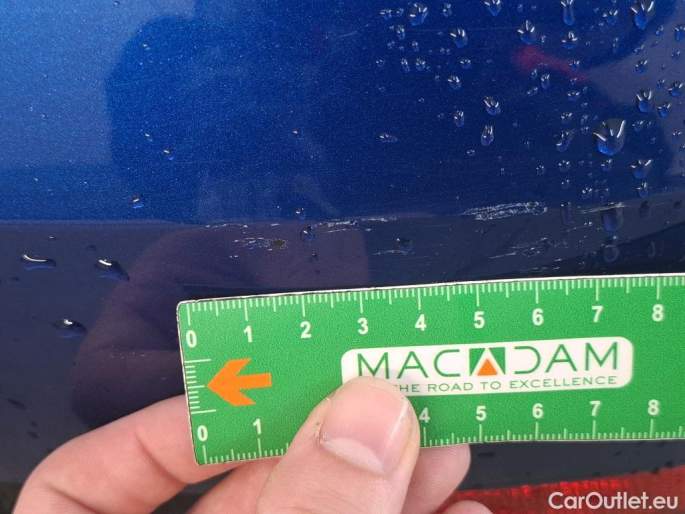 0 1 2 3 4 5 6 7 8
MACADAM
THE ROAD TO EXCELLENCE
0 1 4 5 6 7 8
CarOutlet.eu